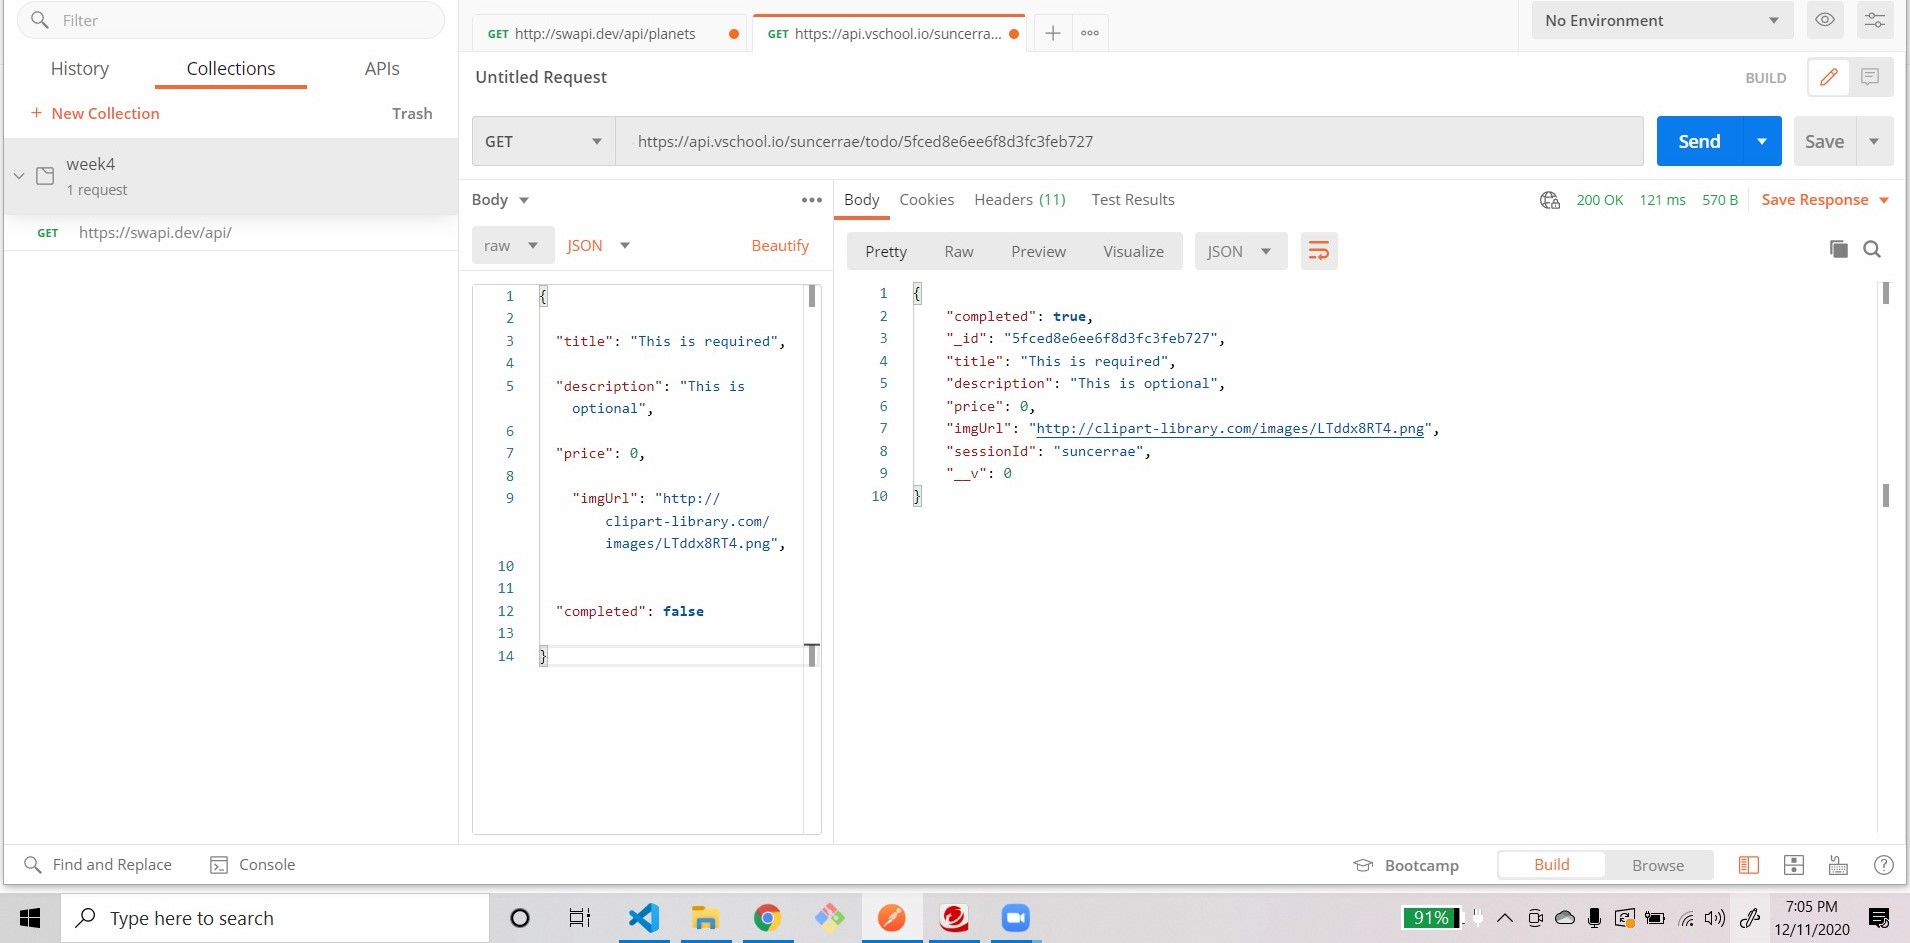 Filter
History Collections APIs
+ New Collection Trash
week4
1 request
GET https://swapi.dev/api/
GET http://swapi.dev/api/planets GET https://api.vschool.io/suncerra... + ooo
No Environment
Untitled Request BUILD
GET https://api.vschool.io/suncerrae/todo/5fced8e6ee6f8d3fc3feb727 Send Save
Body
raw JSON Beautify
1 {
2
3 "title": "This is required",
4
5 "description": "This is
optional",
6
7 "price": 0,
8
9 "imgUrl": "http://
clipart-library.com/
images/LTddx8RT4.png",
10
11
12 "completed": false
13
14 }
Body Cookies Headers (11) Test Results 200 OK 121 ms 570 B Save Response
Pretty Raw Preview Visualize JSON
1 {
2 "completed": true,
3 "_id": "5fced8e6ee6f8d3fc3feb727",
4 "title": "This is required",
5 "description": "This is optional",
6 "price": 0,
7 "imgUrl": "http://clipart-library.com/images/LTddx8RT4.png",
8 "sessionId": "suncerrae",
9 "__v": 0
10 }
Find and Replace Console Bootcamp Build Browse
Type here to search 91% 7:05 PM
12/11/2020